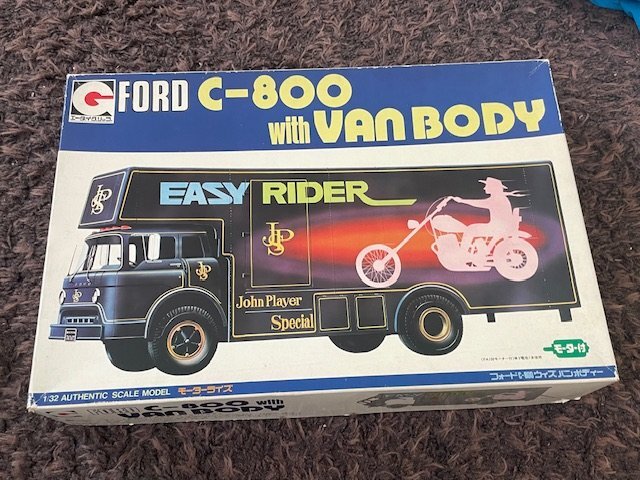 G
エーダイグリップ
FORD C-800
with VAN BODY
JPS
EASY RIDER
JPS
FORD
JPS
John Player
Special
モーター付
1/32 AUTHENTIC SCALE MODEL モーターライズ
フォードC-800ウィズバンボディー
C-800 with
VAN BODY